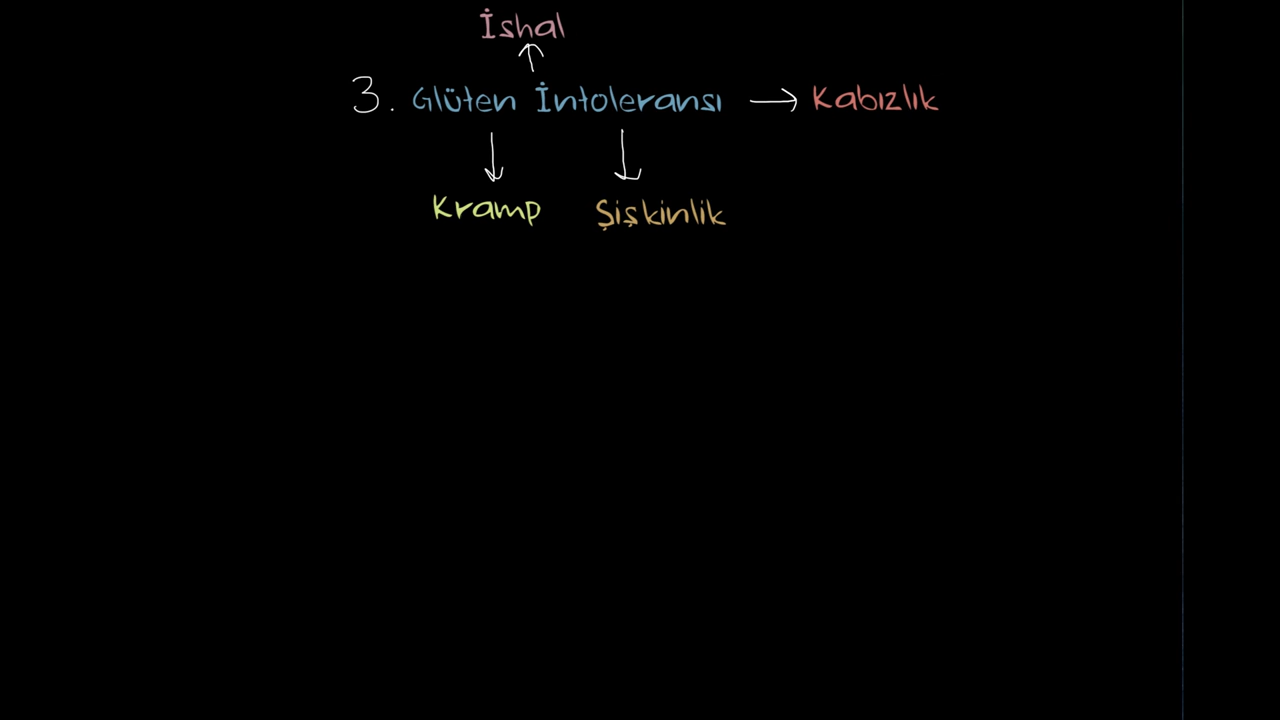 İshal
3. Glüten İntoleransı → Kabızlık
Kramp Şişkinlik